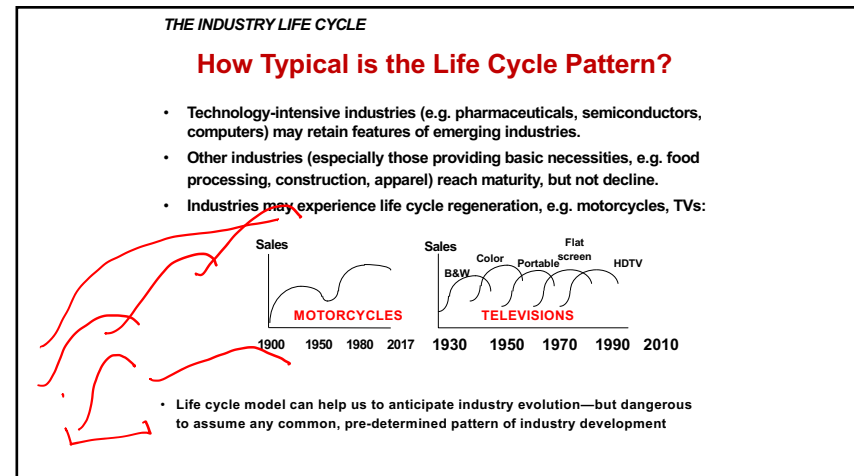 THE INDUSTRY LIFE CYCLE
How Typical is the Life Cycle Pattern?
• Technology-intensive industries (e.g. pharmaceuticals, semiconductors,
computers) may retain features of emerging industries.
• Other industries (especially those providing basic necessities, e.g. food
processing, construction, apparel) reach maturity, but not decline.
• Industries may experience life cycle regeneration, e.g. motorcycles, TVs:
Sales
MOTORCYCLES
1900 1950 1980 2017
Sales
B&W
Color
Portable
Flat
screen
HDTV
TELEVISIONS
1930 1950 1970 1990 2010
• Life cycle model can help us to anticipate industry evolution—but dangerous
to assume any common, pre-determined pattern of industry development